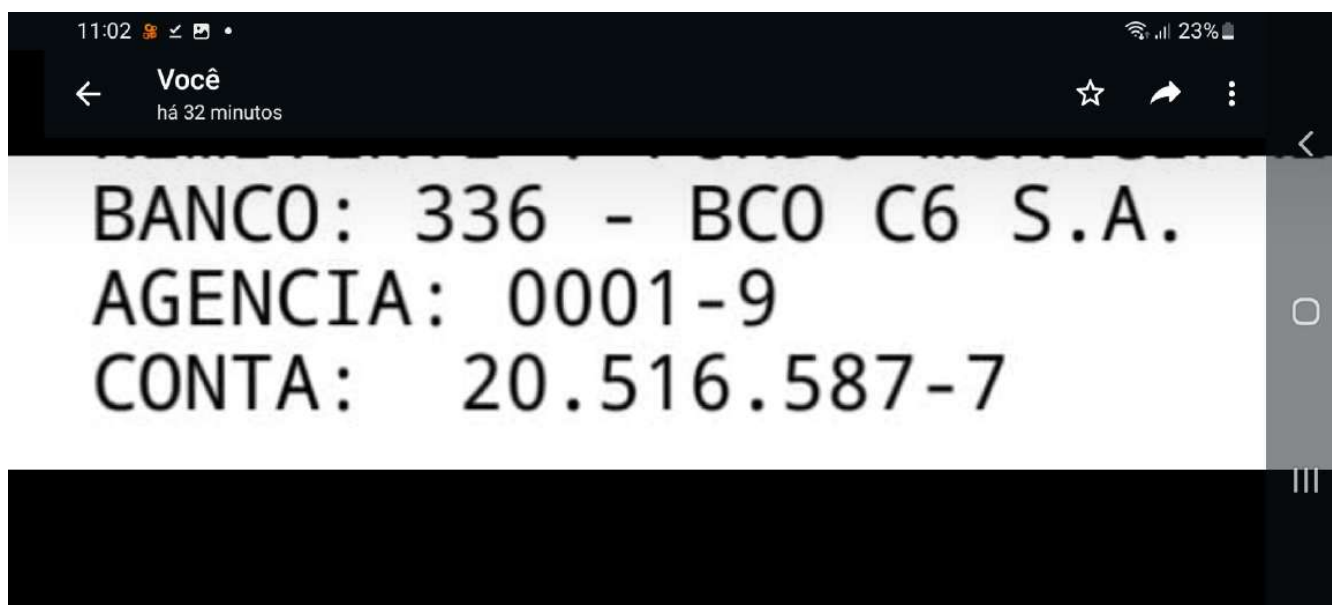 11:02
23%
Você
há 32 minutos
BANCO: 336 - BCO C6 S.A.
AGENCIA: 0001-9
CONTA: 20.516.587-7